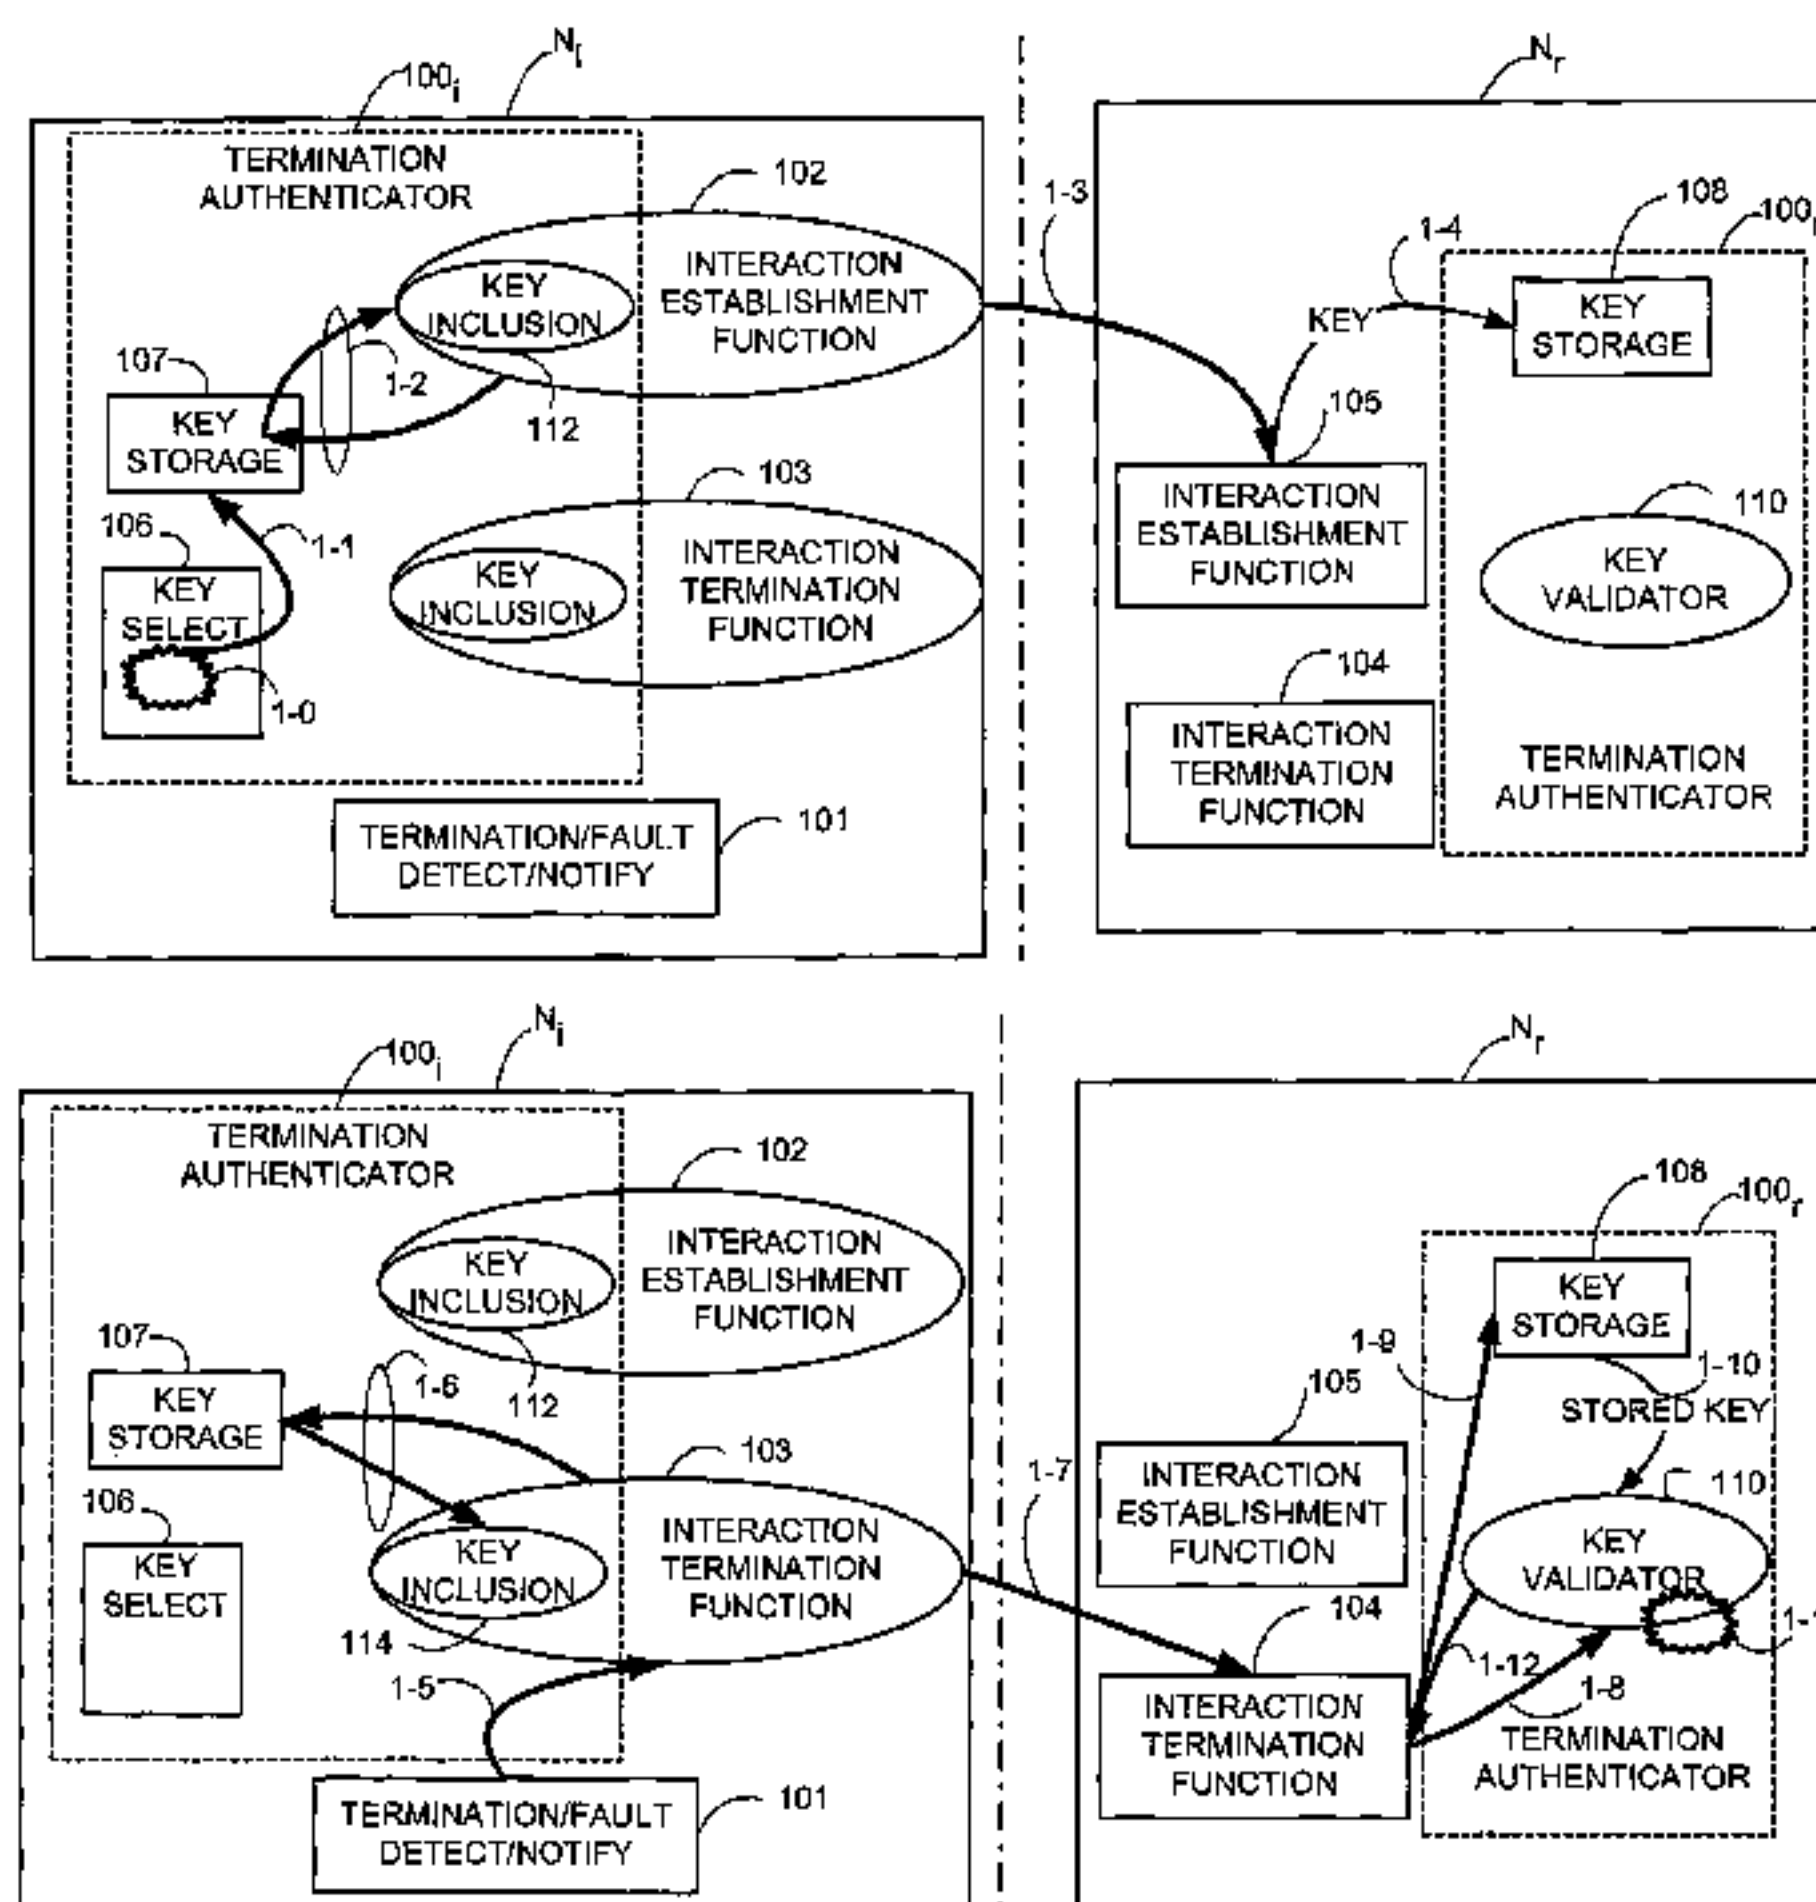 Ni
Nr
100i
TERMINATION
AUTHENTICATOR
102
1-3
108
100r
1-4
INTERACTION
ESTABLISHMENT
FUNCTION
KEY
INCLUSION
KEY
STORAGE
KEY
107
1-2
112
105
KEY
STORAGE
103
INTERACTION
ESTABLISHMENT
FUNCTION
110
106
1-1
KEY
SELECT
KEY
INCLUSION
INTERACTION
TERMINATION
FUNCTION
KEY
VALIDATOR
1-0
104
INTERACTION
TERMINATION
FUNCTION
TERMINATION
AUTHENTICATOR
TERMINATION/FAULT
DETECT/NOTIFY
101
Ni
Nr
100i
TERMINATION
AUTHENTICATOR
102
108
100r
INTERACTION
ESTABLISHMENT
FUNCTION
KEY
INCLUSION
KEY
STORAGE
107
1-6
112
1-9
1-10
105
STORED KEY
KEY
STORAGE
103
1-7
110
INTERACTION
ESTABLISHMENT
FUNCTION
106
KEY
SELECT
KEY
INCLUSION
INTERACTION
TERMINATION
FUNCTION
KEY
VALIDATOR
114
104
1-5
1-12
1-8
INTERACTION
TERMINATION
FUNCTION
TERMINATION
AUTHENTICATOR
TERMINATION/FAULT
DETECT/NOTIFY
101